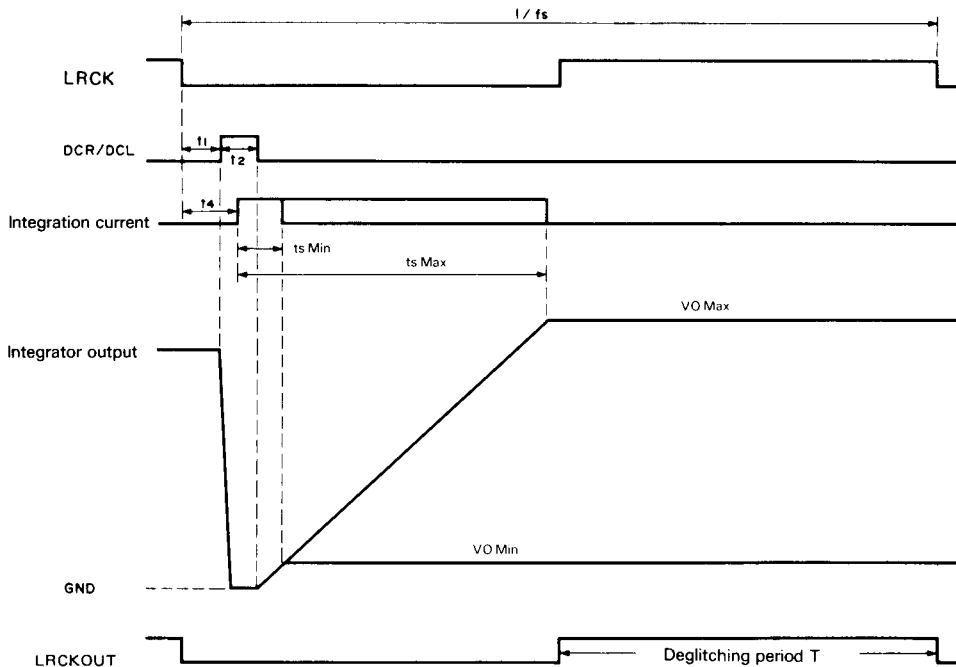 1/fs
LRCK
t1
DCR/DCL
t2
t4
Integration current
ts Min
ts Max
VO Max
Integrator output
VO Min
GND
LRCKOUT
Deglitching period T